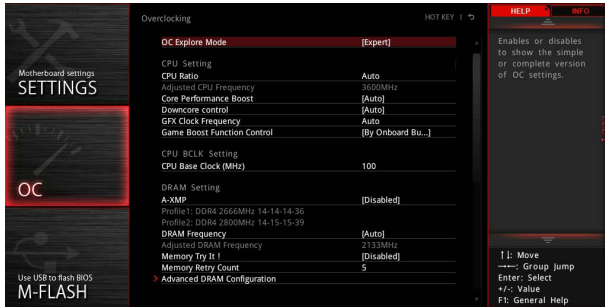 Motherboard settings
SETTINGS
OC
Use USB to flash BIOS
M-FLASH
Overclocking
HOT KEY
OC Explore Mode [Expert]
CPU Setting
CPU Ratio Auto
Adjusted CPU Frequency 3600MHz
Core Performance Boost [Auto]
Downcore control [Auto]
GFX Clock Frequency Auto
Game Boost Function Control [By Onboard Bu...]
CPU BCLK Setting
CPU Base Clock (MHz) 100
DRAM Setting
A-XMP [Disabled]
Profile1: DDR4 2666MHz 14-14-14-36
Profile2: DDR4 2800MHz 14-15-15-39
DRAM Frequency [Auto]
Adjusted DRAM Frequency 2133MHz
Memory Try It ! [Disabled]
Memory Retry Count 5
Advanced DRAM Configuration
HELP
INFO
Enables or disables
to show the simple
or complete version
of OC settings.
↑↓: Move
→←: Group Jump
Enter: Select
+/-: Value
F1: General Help